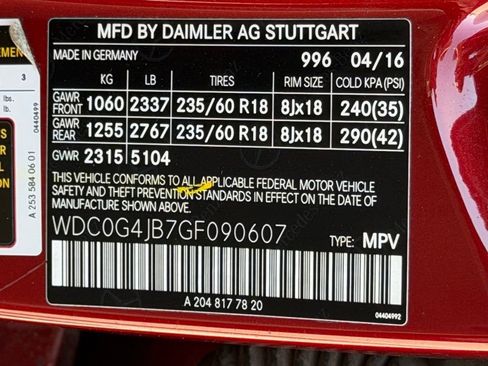 MFD BY DAIMLER AG STUTTGART
MADE IN GERMANY 996 04/16
KG LB TIRES RIM SIZE COLD KPA (PSI)
GAWR FRONT 1060 2337 235/60 R18 8Jx18 240(35)
GAWR REAR 1255 2767 235/60 R18 8Jx18 290(42)
GVWR 2315 5104
THIS VEHICLE CONFORMS TO ALL APPLICABLE FEDERAL MOTOR VEHICLE
SAFETY AND THEFT PREVENTION STANDARDS IN EFFECT ON THE DATE OF
MANUFACTURE SHOWN ABOVE.
WDC0G4JB7GF090607 TYPE: MPV
A 204 817 78 20
04404992
3
lbs.
lb.
0440499
A 253 584 06 01